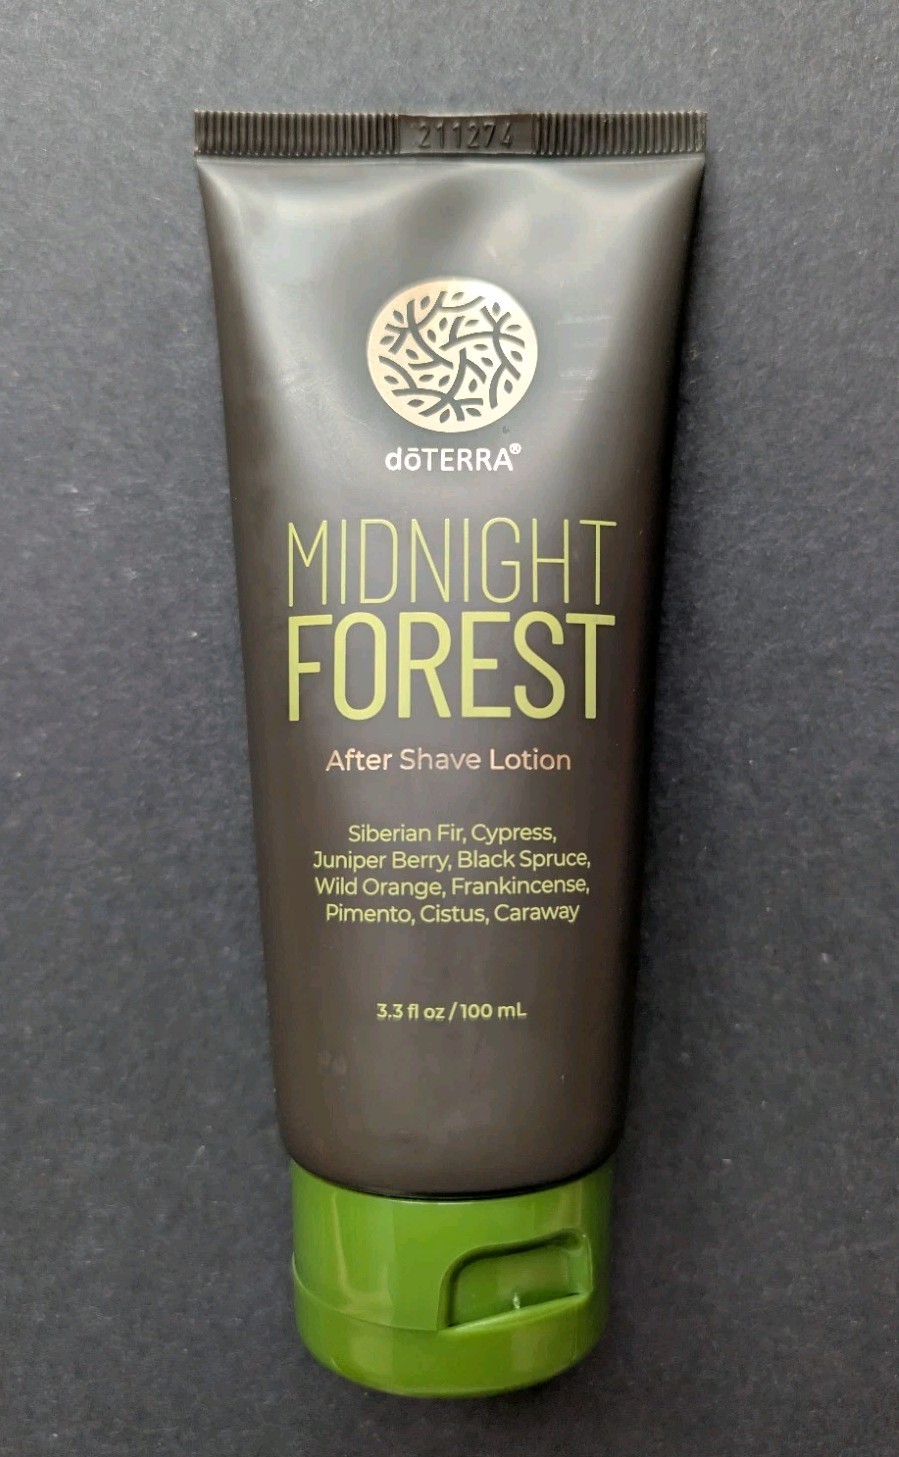 211274
dōTERRA®
MIDNIGHT
FOREST
After Shave Lotion
Siberian Fir, Cypress,
Juniper Berry, Black Spruce,
Wild Orange, Frankincense,
Pimento, Cistus, Caraway
3.3 fl oz / 100 mL